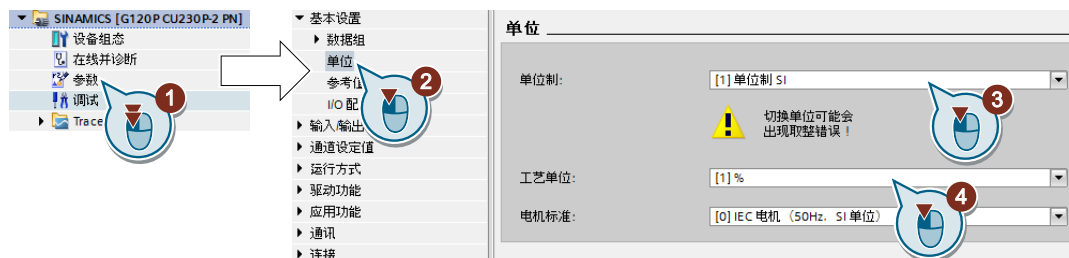 SINAMICS [G120P CU230P-2 PN]
设备组态
在线并诊断
参数
调试
Trace
1
基本设置
数据组
单位
参考值
I/O 配
输入/输出
通道设定值
运行方式
驱动功能
应用功能
通讯
连接
2
单位
单位制:
[1] 单位制 SI
切换单位可能会
出现取整错误！
3
工艺单位:
[1] %
4
电机标准:
[0] IEC 电机（50Hz, SI 单位）